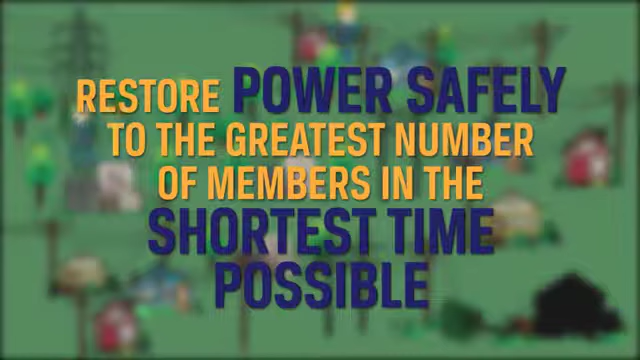 RESTORE POWER SAFELY
TO THE GREATEST NUMBER
OF MEMBERS IN THE
SHORTEST TIME
POSSIBLE